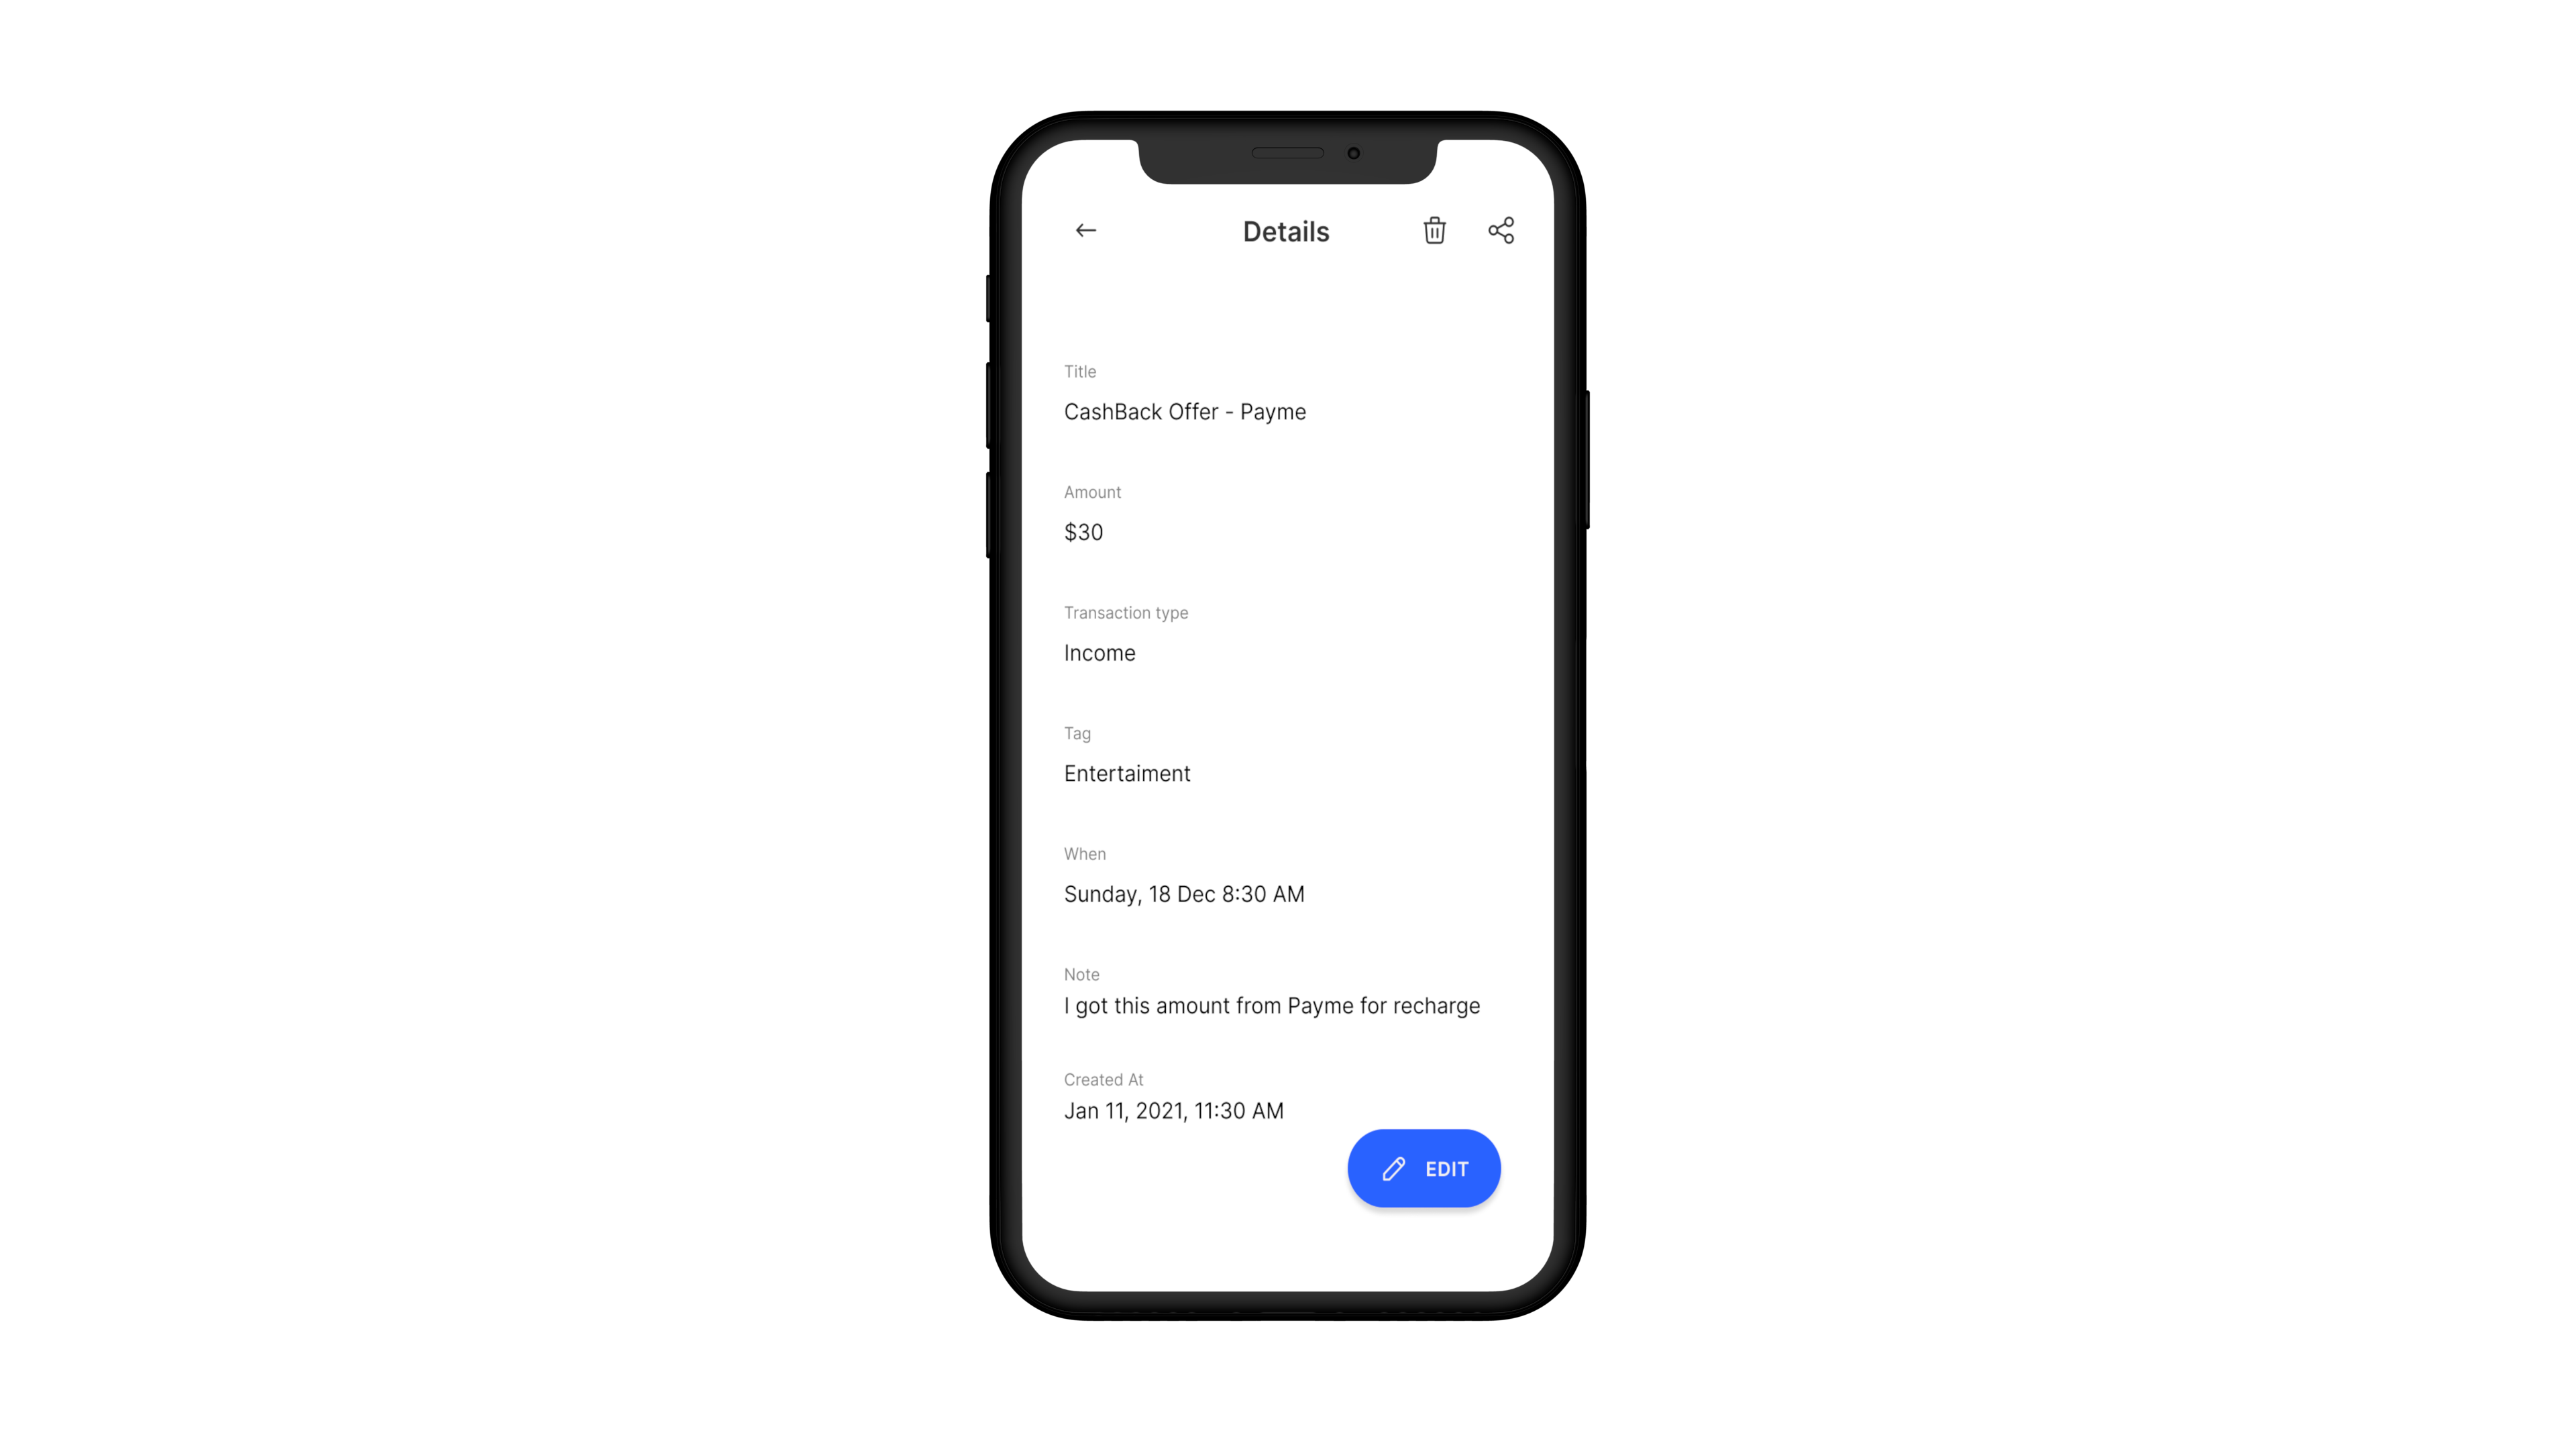 Details
Title
CashBack Offer - Payme
Amount
$30
Transaction type
Income
Tag
Entertaiment
When
Sunday, 18 Dec 8:30 AM
Note
I got this amount from Payme for recharge
Created At
Jan 11, 2021, 11:30 AM
EDIT